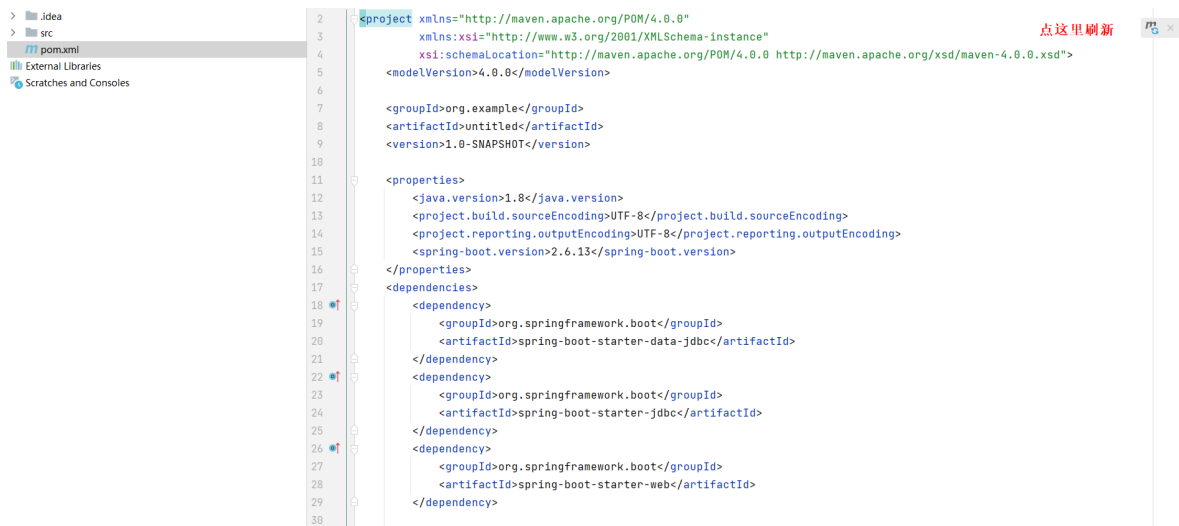 .idea
src
pom.xml
External Libraries
Scratches and Consoles
点这里刷新
2 <project xmlns="http://maven.apache.org/POM/4.0.0"
3 xmlns:xsi="http://www.w3.org/2001/XMLSchema-instance"
4 xsi:schemaLocation="http://maven.apache.org/POM/4.0.0 http://maven.apache.org/xsd/maven-4.0.0.xsd">
5 <modelVersion>4.0.0</modelVersion>
6
7 <groupId>org.example</groupId>
8 <artifactId>untitled</artifactId>
9 <version>1.0-SNAPSHOT</version>
10
11 <properties>
12 <java.version>1.8</java.version>
13 <project.build.sourceEncoding>UTF-8</project.build.sourceEncoding>
14 <project.reporting.outputEncoding>UTF-8</project.reporting.outputEncoding>
15 <spring-boot.version>2.6.13</spring-boot.version>
16 </properties>
17 <dependencies>
18 <dependency>
19 <groupId>org.springframework.boot</groupId>
20 <artifactId>spring-boot-starter-data-jdbc</artifactId>
21 </dependency>
22 <dependency>
23 <groupId>org.springframework.boot</groupId>
24 <artifactId>spring-boot-starter-jdbc</artifactId>
25 </dependency>
26 <dependency>
27 <groupId>org.springframework.boot</groupId>
28 <artifactId>spring-boot-starter-web</artifactId>
29 </dependency>
30